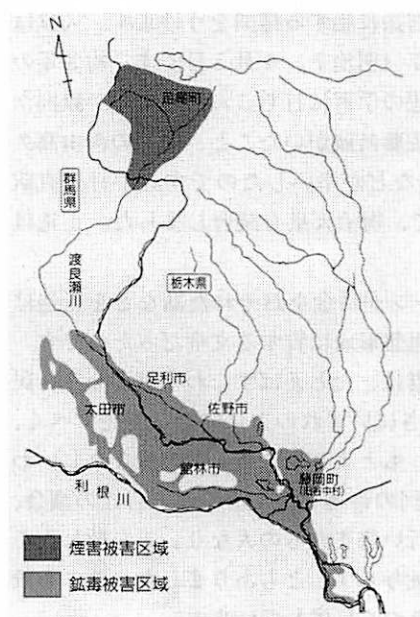 N
足尾町
群馬県
渡良瀬川
栃木県
足利市
佐野市
太田市
館林市
藤岡町
(旧谷中村)
利根川
煙害被害区域
鉱毒被害区域